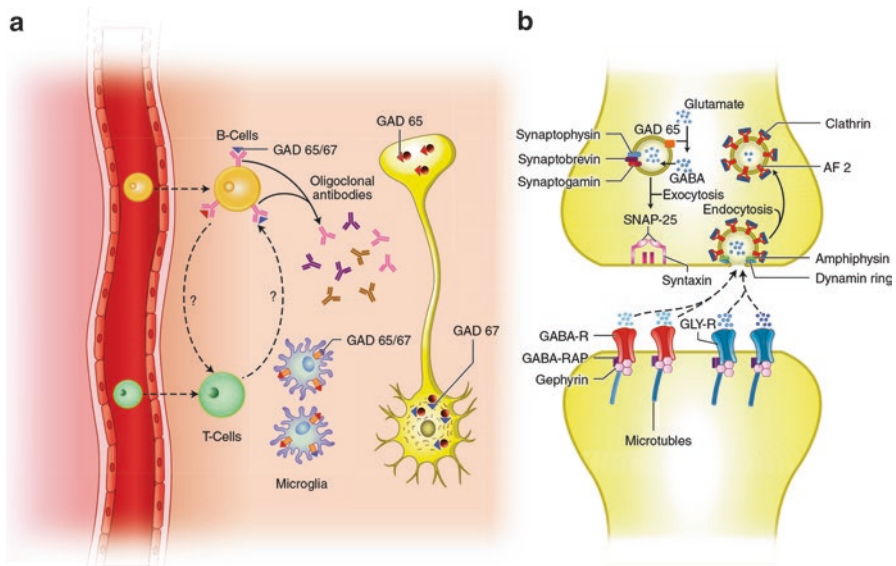 a
B-Cells
GAD 65/67
Oligoclonal
antibodies
?
?
GAD 65/67
T-Cells
Microglia
GAD 65
GAD 67
b
Glutamate
GAD 65
Synaptophysin
Synaptobrevin
Synaptogamin
GABA
Exocytosis
SNAP-25
Syntaxin
Clathrin
AF 2
Endocytosis
Amphiphysin
Dynamin ring
GABA-R
GLY-R
GABA-RAP
Gephyrin
Microtubles